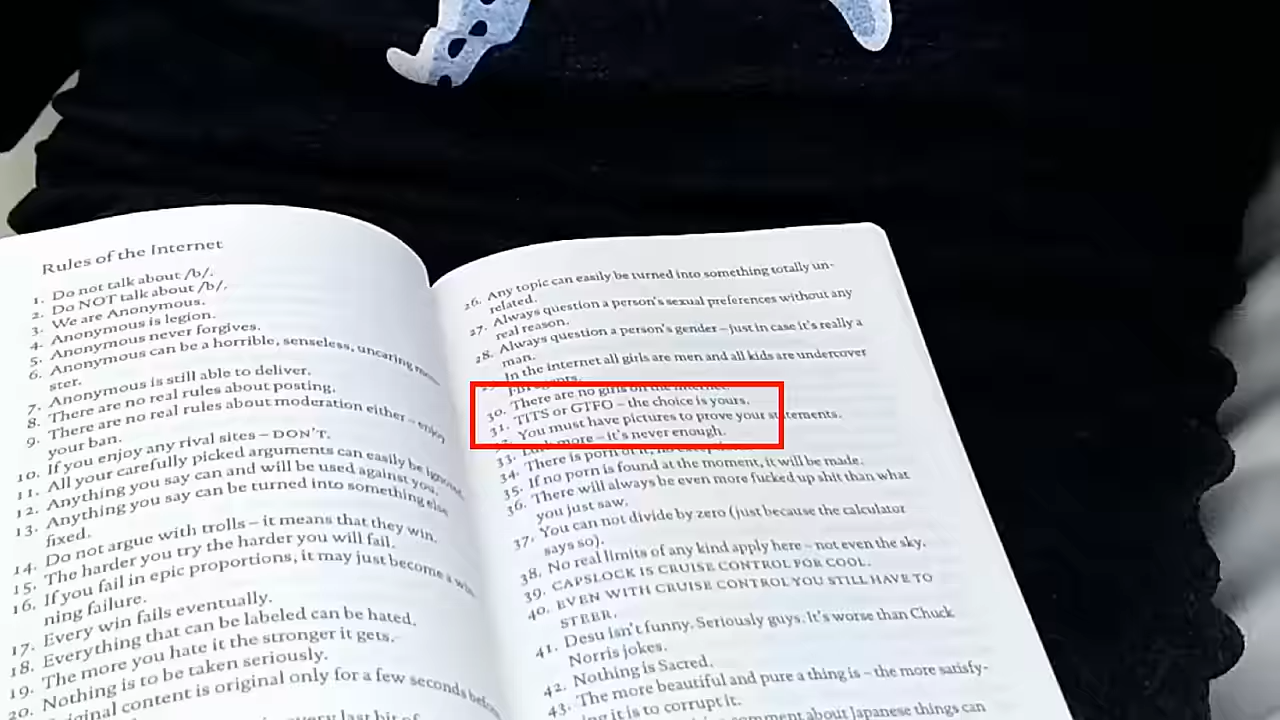 Rules of the Internet
1. Do not talk about /b/.
2. Do NOT talk about /b/.
3. We are Anonymous.
4. Anonymous is legion.
5. Anonymous never forgives.
6. Anonymous can be a horrible, senseless, uncaring mon-
ster.
7. Anonymous is still able to deliver.
8. There are no real rules about posting.
9. There are no real rules about moderation either – enjoy
your ban.
10. If you enjoy any rival sites – DON'T.
11. All your carefully picked arguments can easily be ignored.
12. Anything you say can and will be used against you.
13. Anything you say can be turned into something else –
fixed.
14. Do not argue with trolls – it means that they win.
15. The harder you try the harder you will fail.
16. If you fail in epic proportions, it may just become a win-
ning failure.
17. Every win fails eventually.
18. Everything that can be labeled can be hated.
19. The more you hate it the stronger it gets.
20. Nothing is to be taken seriously.
content is original only for a few seconds before
every last bit of
26. Any topic can easily be turned into something totally un-
related.
27. Always question a person's sexual preferences without any
real reason.
28. Always question a person's gender – just in case it's really a
man.
In the internet all girls are men and all kids are undercover
30. There are no girls on the internet.
31. TITS or GTFO – the choice is yours.
You must have pictures to prove your statements.
33. more – it's never enough.
34. There is porn of it, no exceptions.
35. If no porn is found at the moment, it will be made.
36. There will always be even more fucked up shit than what
you just saw.
37. You can not divide by zero (just because the calculator
says so).
38. No real limits of any kind apply here – not even the sky.
39. CAPSLOCK IS CRUISE CONTROL FOR COOL.
40. EVEN WITH CRUISE CONTROL YOU STILL HAVE TO
STEER.
41. Desu isn't funny. Seriously guys. It's worse than Chuck
Norris jokes.
42. Nothing is Sacred.
43. The more beautiful and pure a thing is – the more satisfy-
ing it is to corrupt it.
comment about Japanese things can